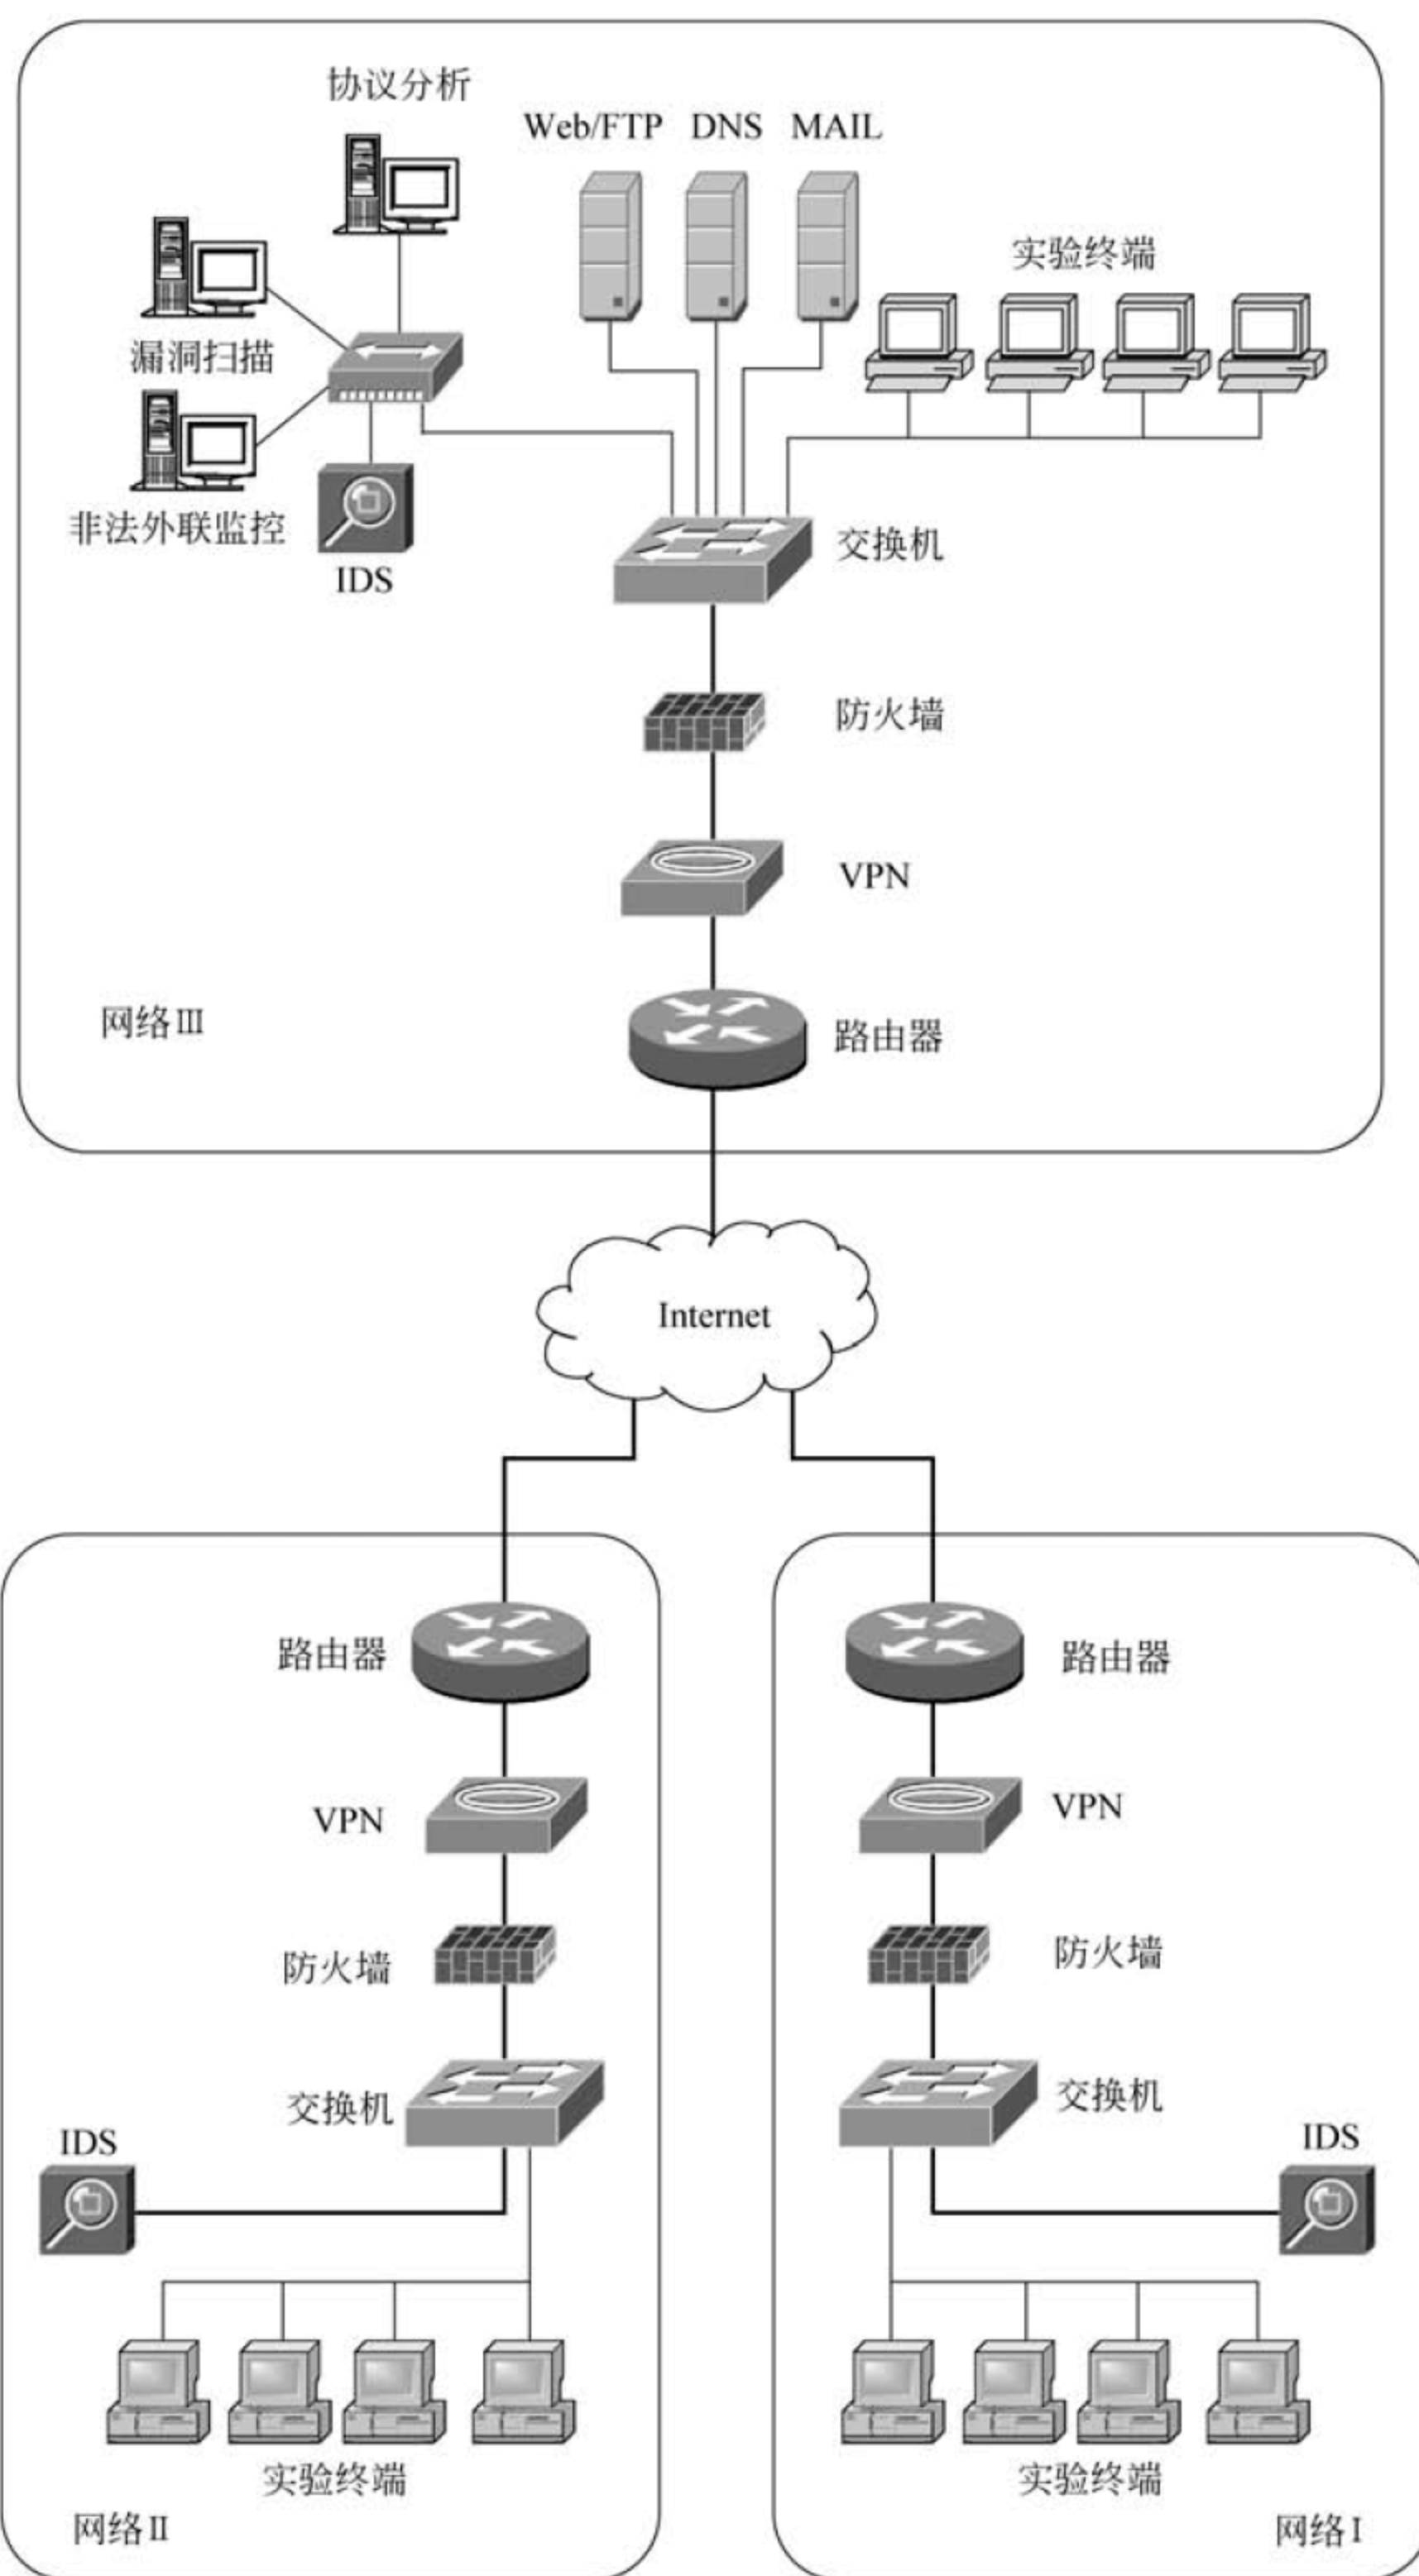 协议分析
Web/FTP DNS MAIL
实验终端
漏洞扫描
非法外联监控
IDS
交换机
防火墙
VPN
网络Ⅲ
路由器
Internet
路由器
VPN
防火墙
交换机
IDS
实验终端
网络Ⅱ
路由器
VPN
防火墙
交换机
IDS
实验终端
网络Ⅰ